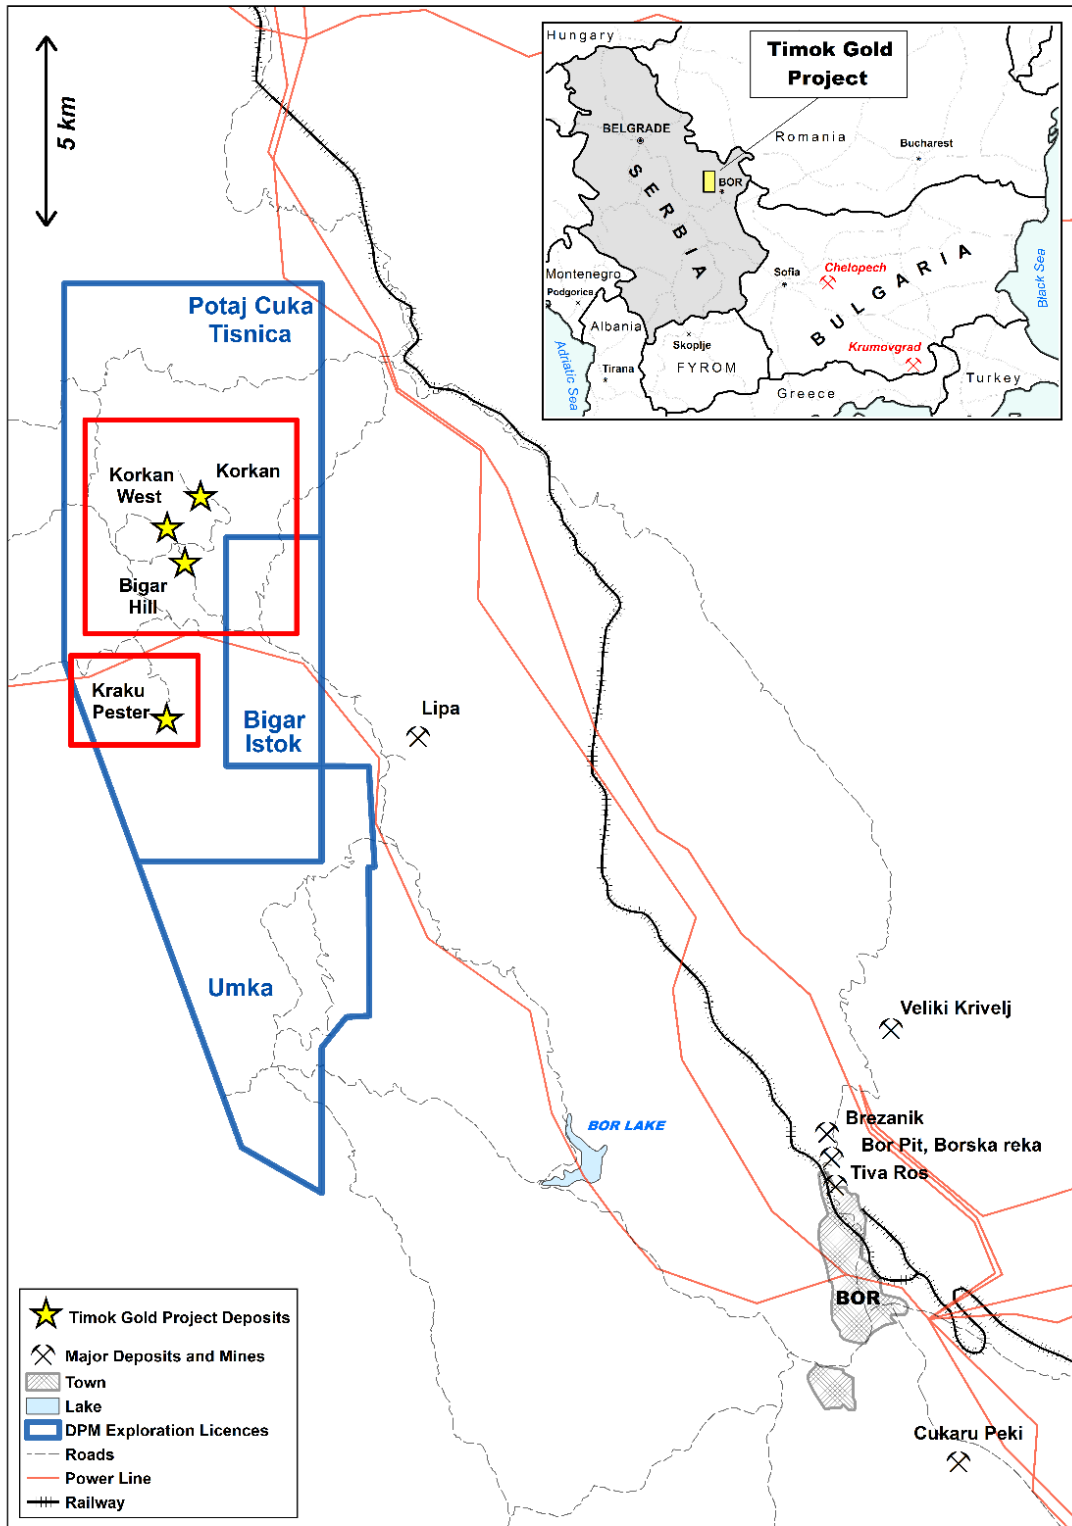 5 km
Hungary
Timok Gold
Project
BELGRADE
Romania
Bucharest
BOR
SERBIA
Montenegro
Podgorica
Sofia
Chelopech
BULGARIA
Black Sea
Albania
Skoplje
Krumovgrad
Adriatic Sea
Tirana
FYROM
Greece
Turkey
Potaj Cuka
Tisnica
Korkan
West
Korkan
Bigar
Hill
Kraku
Pester
Bigar
Istok
Lipa
Umka
Veliki Krivelj
BOR LAKE
Brezanik
Bor Pit, Borska reka
Tiva Ros
BOR
Cukaru Peki
Timok Gold Project Deposits
Major Deposits and Mines
Town
Lake
DPM Exploration Licences
Roads
Power Line
Railway